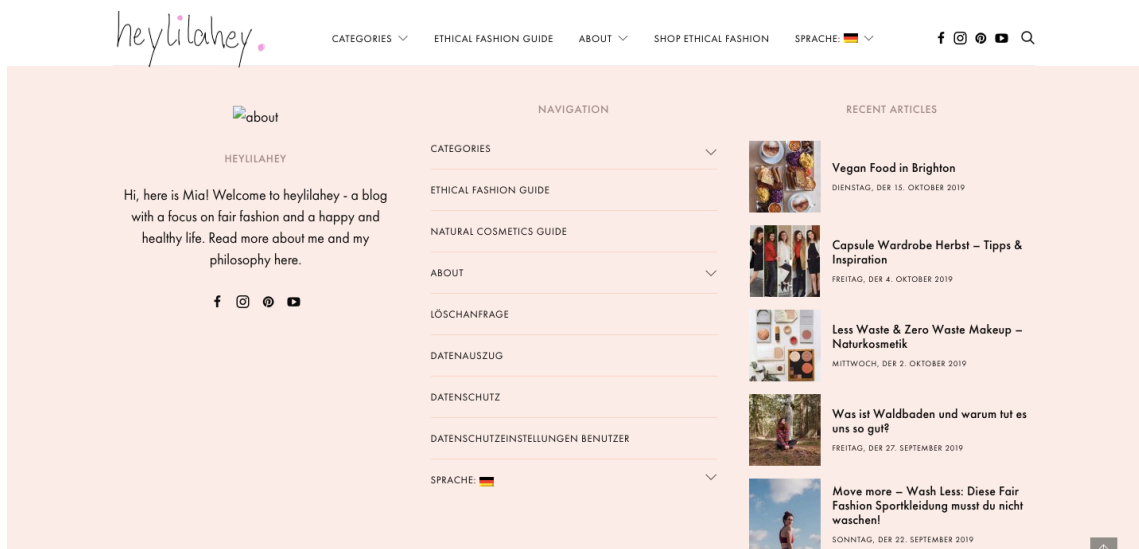 heylilahey.
CATEGORIES
ETHICAL FASHION GUIDE
ABOUT
SHOP ETHICAL FASHION
SPRACHE:
about
HEYLILAHEY
Hi, here is Mia! Welcome to heylilahey - a blog
with a focus on fair fashion and a happy and
healthy life. Read more about me and my
philosophy here.
NAVIGATION
CATEGORIES
ETHICAL FASHION GUIDE
NATURAL COSMETICS GUIDE
ABOUT
LÖSCHANFRAGE
DATENAUSZUG
DATENSCHUTZ
DATENSCHUTZEINSTELLUNGEN BENUTZER
SPRACHE:
RECENT ARTICLES
Vegan Food in Brighton
DIENSTAG, DER 15. OKTOBER 2019
Capsule Wardrobe Herbst – Tipps &
Inspiration
FREITAG, DER 4. OKTOBER 2019
Less Waste & Zero Waste Makeup –
Naturkosmetik
MITTWOCH, DER 2. OKTOBER 2019
Was ist Waldbaden und warum tut es
uns so gut?
FREITAG, DER 27. SEPTEMBER 2019
Move more – Wash Less: Diese Fair
Fashion Sportkleidung musst du nicht
waschen!
SONNTAG, DER 22. SEPTEMBER 2019